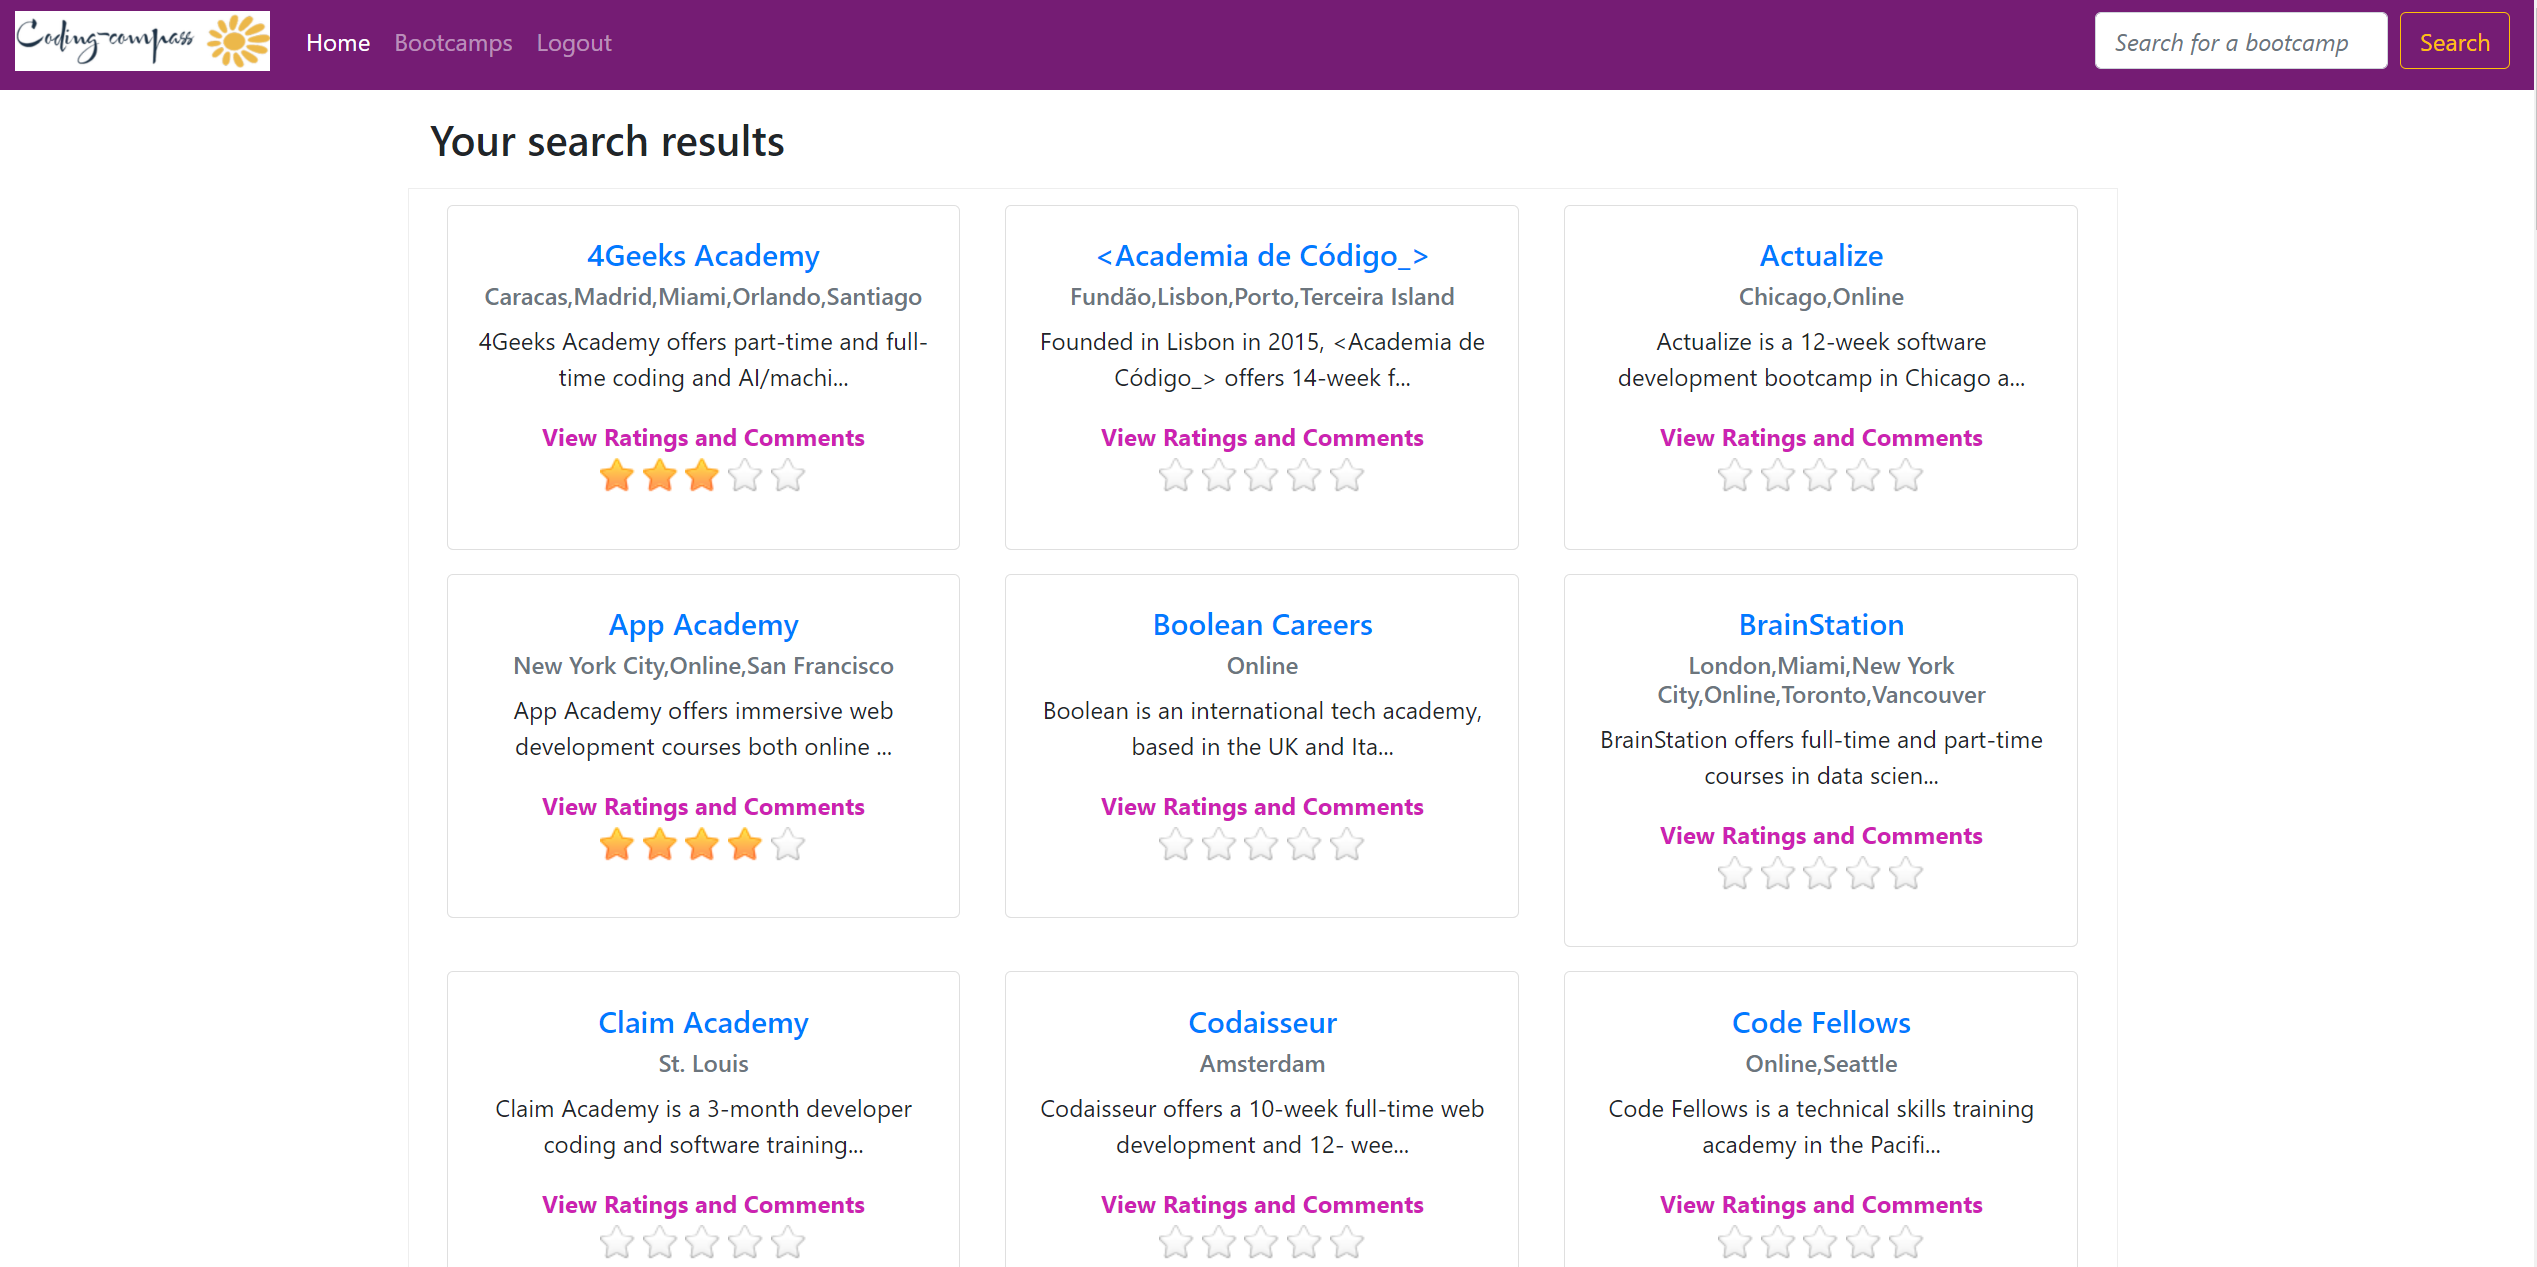 Coding-compass
Home Bootcamps Logout
Search for a bootcamp
Search
Your search results
4Geeks Academy
Caracas,Madrid,Miami,Orlando,Santiago
4Geeks Academy offers part-time and full-
time coding and AI/machi...
View Ratings and Comments
<Academia de Código_>
Fundão,Lisbon,Porto,Terceira Island
Founded in Lisbon in 2015, <Academia de
Código_> offers 14-week f...
View Ratings and Comments
Actualize
Chicago,Online
Actualize is a 12-week software
development bootcamp in Chicago a...
View Ratings and Comments
App Academy
New York City,Online,San Francisco
App Academy offers immersive web
development courses both online ...
View Ratings and Comments
Boolean Careers
Online
Boolean is an international tech academy,
based in the UK and Ita...
View Ratings and Comments
BrainStation
London,Miami,New York
City,Online,Toronto,Vancouver
BrainStation offers full-time and part-time
courses in data scien...
View Ratings and Comments
Claim Academy
St. Louis
Claim Academy is a 3-month developer
coding and software training...
View Ratings and Comments
Codaisseur
Amsterdam
Codaisseur offers a 10-week full-time web
development and 12- wee...
View Ratings and Comments
Code Fellows
Online,Seattle
Code Fellows is a technical skills training
academy in the Pacifi...
View Ratings and Comments